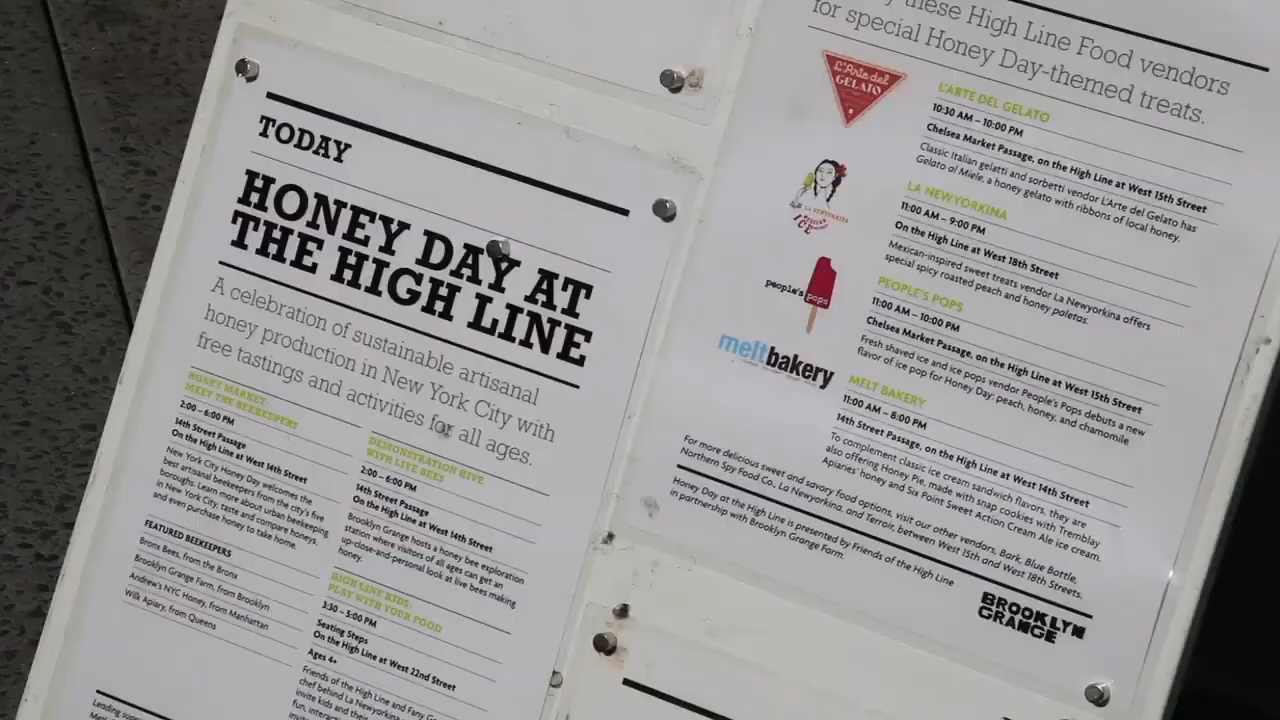 TODAY
HONEY DAY AT
THE HIGH LINE
A celebration of sustainable artisanal
honey production in New York City with
free tastings and activities for all ages.
HONEY MARKET:
MEET THE BEEKEEPERS
2:00 – 6:00 PM
14th Street Passage
On the High Line at West 14th Street
New York City Honey Day welcomes the
best artisanal beekeepers from the city's five
boroughs. Learn more about urban beekeeping
in New York City, taste and compare honeys,
and even purchase honey to take home.
FEATURED BEEKEEPERS
Bronx Bees, from the Bronx
Brooklyn Grange Farm, from Brooklyn
Andrew's NYC Honey, from Manhattan
Wilk Apiary, from Queens
Leading suppo
DEMONSTRATION HIVE
WITH LIVE BEES
2:00 – 6:00 PM
14th Street Passage
On the High Line at West 14th Street
Brooklyn Grange hosts a honey bee exploration
station where visitors of all ages can get an
up-close-and-personal look at live bees making
honey.
HIGH LINE KIDS:
PLAY WITH YOUR FOOD
3:30 – 5:00 PM
Seating Steps
On the High Line at West 22nd Street
Ages 4+
Friends of the High Line and Fany G
chef behind La Newyorkina
invite kids and their
fun, interac
these High Line Food vendors
for special Honey Day-themed treats.
L'Arte del
GELATO
L'ARTE DEL GELATO
10:30 AM – 10:00 PM
Chelsea Market Passage, on the High Line at West 15th Street
Classic Italian gelatti and sorbetti vendor L'Arte del Gelato has
Gelato al Miele, a honey gelato with ribbons of local honey.
LA NEWYORKINA
ICE
LA NEWYORKINA
11:00 AM – 9:00 PM
On the High Line at West 18th Street
Mexican-inspired sweet treats vendor La Newyorkina offers
special spicy roasted peach and honey paletas.
people's pops
PEOPLE'S POPS
11:00 AM – 10:00 PM
Chelsea Market Passage, on the High Line at West 15th Street
Fresh shaved ice and ice pops vendor People's Pops debuts a new
flavor of ice pop for Honey Day: peach, honey, and chamomile
meltbakery
MELT BAKERY
11:00 AM – 8:00 PM
14th Street Passage, on the High Line at West 14th Street
To complement classic ice cream sandwich flavors, they are
also offering Honey Pie, made with snap cookies with Tremblay
Apiaries' honey and Six Point Sweet Action Cream Ale ice cream.
For more delicious sweet and savory food options, visit our other vendors, Bark, Blue Bottle,
Northern Spy Food Co., La Newyorkina, and Terroir, between West 15th and West 18th Streets.
Honey Day at the High Line is presented by Friends of the High Line
in partnership with Brooklyn Grange Farm.
BROOKLYN
GRANGE